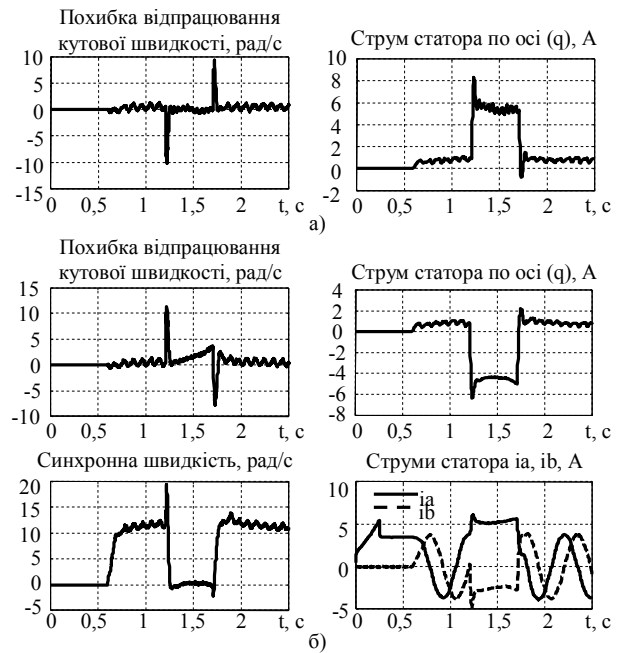 Похибка відпрацювання
кутової швидкості, рад/с
10
5
0
-5
-10
-15
0 0,5 1 1,5 2 t, с
Струм статора по осі (q), А
10
8
6
4
2
0
-2
0 0,5 1 1,5 2 t, с
а)
Похибка відпрацювання
кутової швидкості, рад/с
15
10
5
0
-5
-10
0 0,5 1 1,5 2 t, с
Струм статора по осі (q), А
4
2
0
-2
-4
-6
-8
0 0,5 1 1,5 2 t, с
Синхронна швидкість, рад/с
20
15
10
5
0
-5
0 0,5 1 1,5 2 t, с
Струми статора ia, ib, А
10
5
0
-5
ia
ib
0 0,5 1 1,5 2 t, с
б)